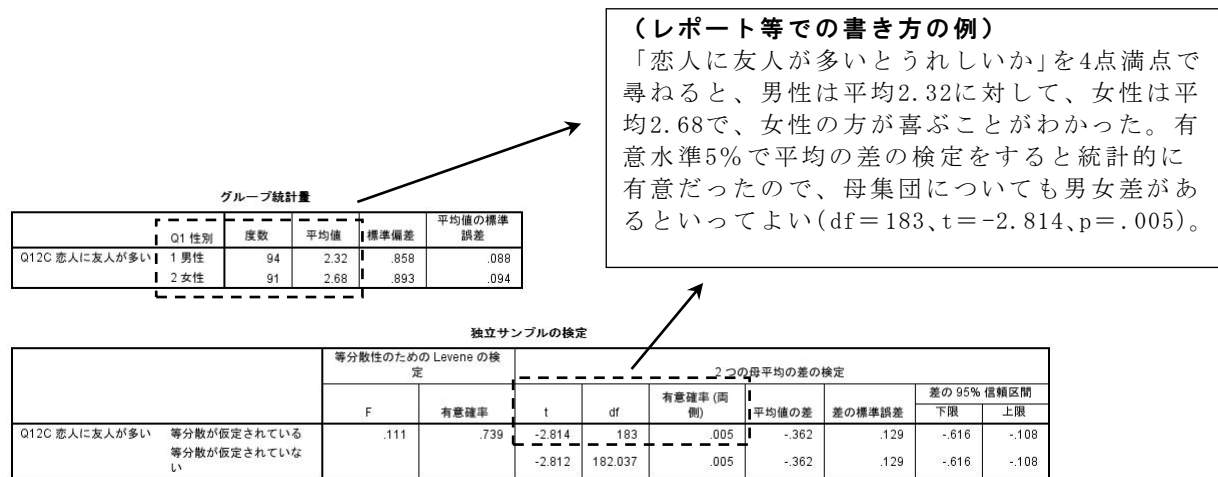 （レポート等での書き方の例）
「恋人に友人が多いとうれしいか」を4点満点で
尋ねると、男性は平均2.32に対して、女性は平
均2.68で、女性の方が喜ぶことがわかった。有
意水準5%で平均の差の検定をすると統計的に
有意だったので、母集団についても男女差があ
るといってよい(df＝183、t＝-2.814、p＝.005)。
グループ統計量
Q1 性別 度数 平均値 標準偏差 平均値の標準
誤差
Q12C 恋人に友人が多い 1 男性 94 2.32 .858 .088
2 女性 91 2.68 .893 .094
独立サンプルの検定
等分散性のための Levene の検
定 2 つの母平均の差の検定
F 有意確率 t df 有意確率 (両
側) 平均値の差 差の標準誤差 差の 95% 信頼区間
下限 上限
Q12C 恋人に友人が多い 等分散が仮定されている .111 .739 -2.814 183 .005 -.362 .129 -.616 -.108
等分散が仮定されていな
い -2.812 182.037 .005 -.362 .129 -.616 -.108